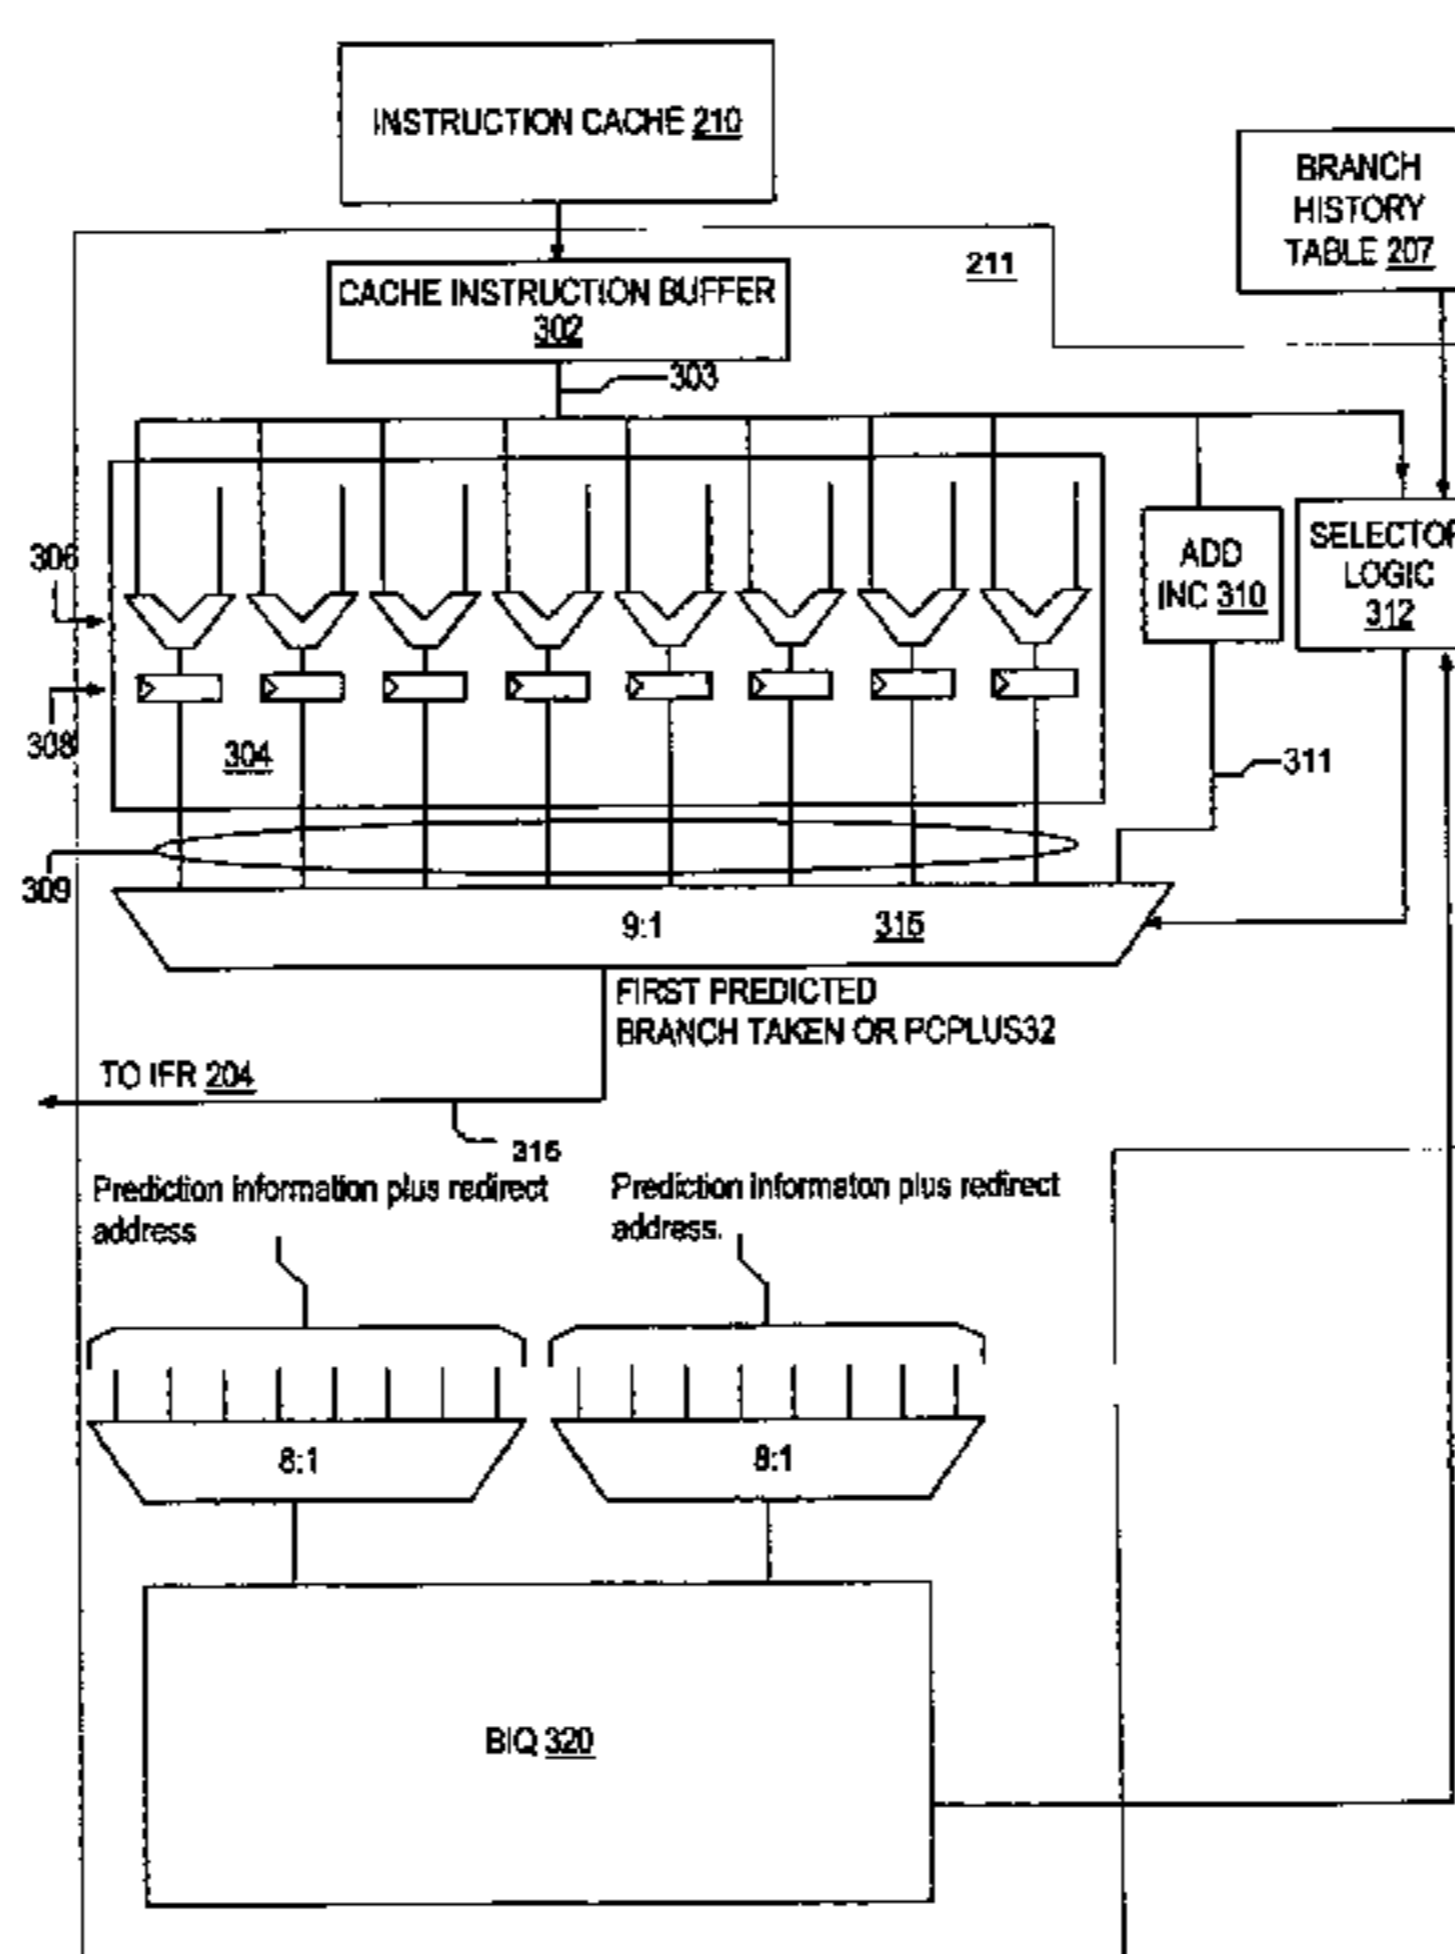 INSTRUCTION CACHE 210
BRANCH
HISTORY
TABLE 207
211
CACHE INSTRUCTION BUFFER
302
303
306
ADD
INC 310
SELECTOR
LOGIC
312
308
304
311
309
9:1
315
FIRST PREDICTED
BRANCH TAKEN OR PCPLUS32
TO IFR 204
316
Prediction information plus redirect
address
Prediction informaton plus redirect
address.
8:1
8:1
BIQ 320